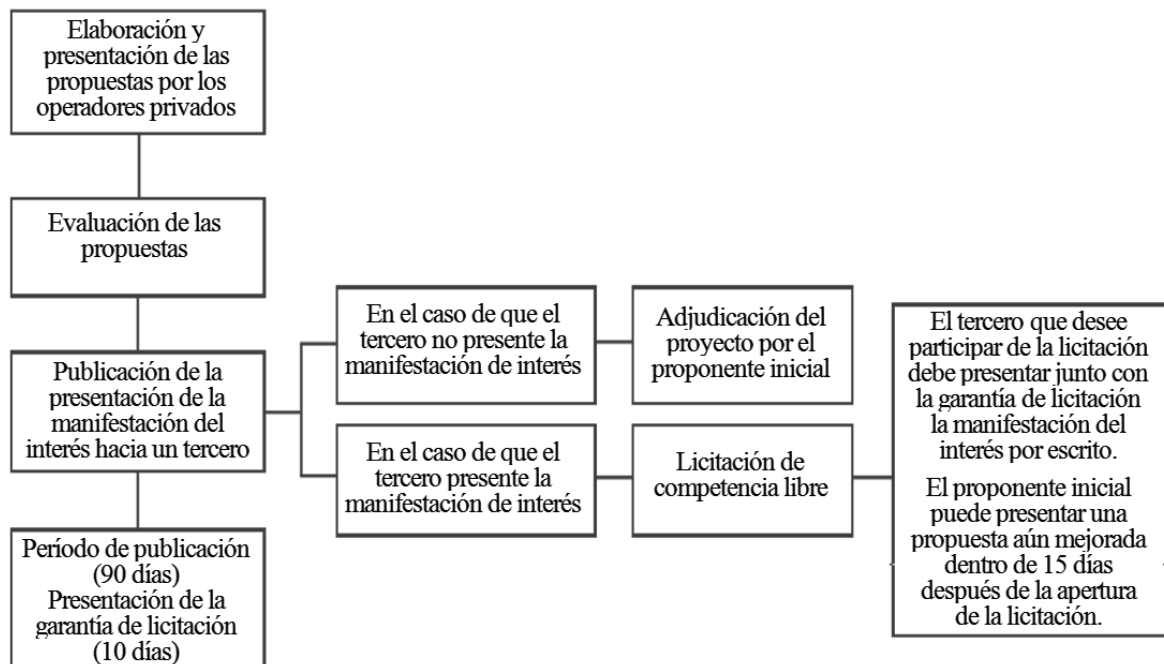 Elaboración y
presentación de las
propuestas por los
operadores privados
Evaluación de las
propuestas
Publicación de la
presentación de la
manifestación del
interés hacia un tercero
Período de publicación
(90 días)
Presentación de la
garantía de licitación
(10 días)
En el caso de que el
tercero no presente la
manifestación de interés
Adjudicación del
proyecto por el
proponente inicial
En el caso de que el
tercero presente la
manifestación de interés
Licitación de
competencia libre
El tercero que desee
participar de la licitación
debe presentar junto con
la garantía de licitación
la manifestación del
interés por escrito.
El proponente inicial
puede presentar una
propuesta aún mejorada
dentro de 15 días
después de la apertura
de la licitación.